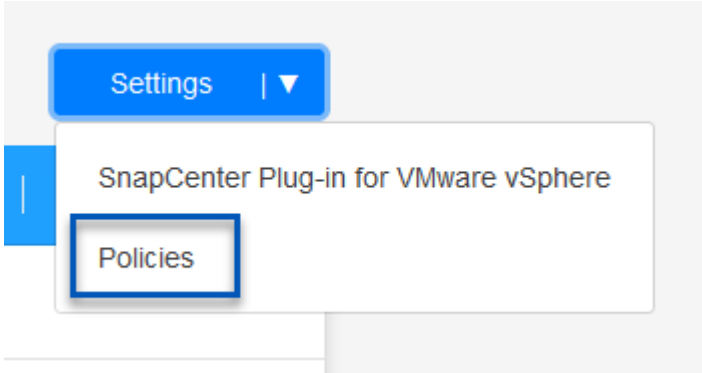 Settings | ▼
SnapCenter Plug-in for VMware vSphere
Policies